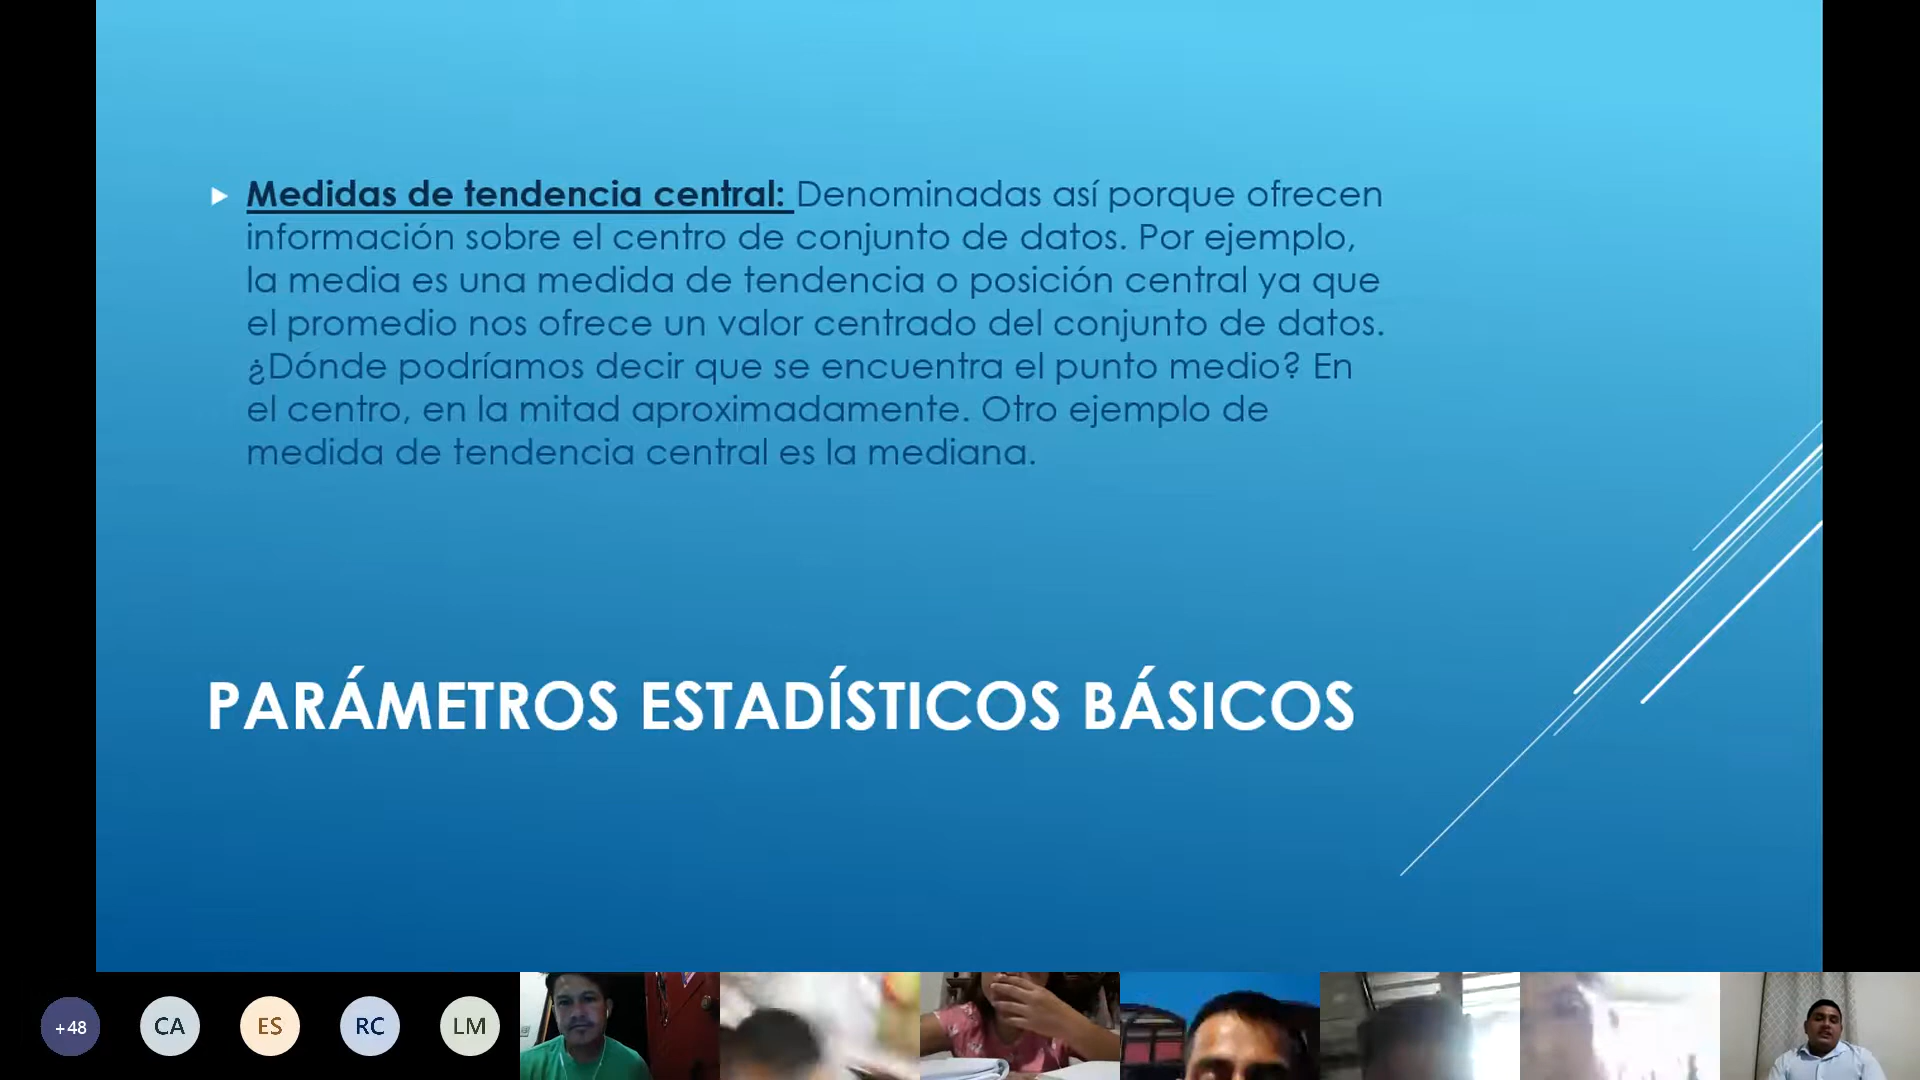 Medidas de tendencia central: Denominadas así porque ofrecen
información sobre el centro de conjunto de datos. Por ejemplo,
la media es una medida de tendencia o posición central ya que
el promedio nos ofrece un valor centrado del conjunto de datos.
¿Dónde podríamos decir que se encuentra el punto medio? En
el centro, en la mitad aproximadamente. Otro ejemplo de
medida de tendencia central es la mediana.
PARÁMETROS ESTADÍSTICOS BÁSICOS
+48 CA ES RC LM